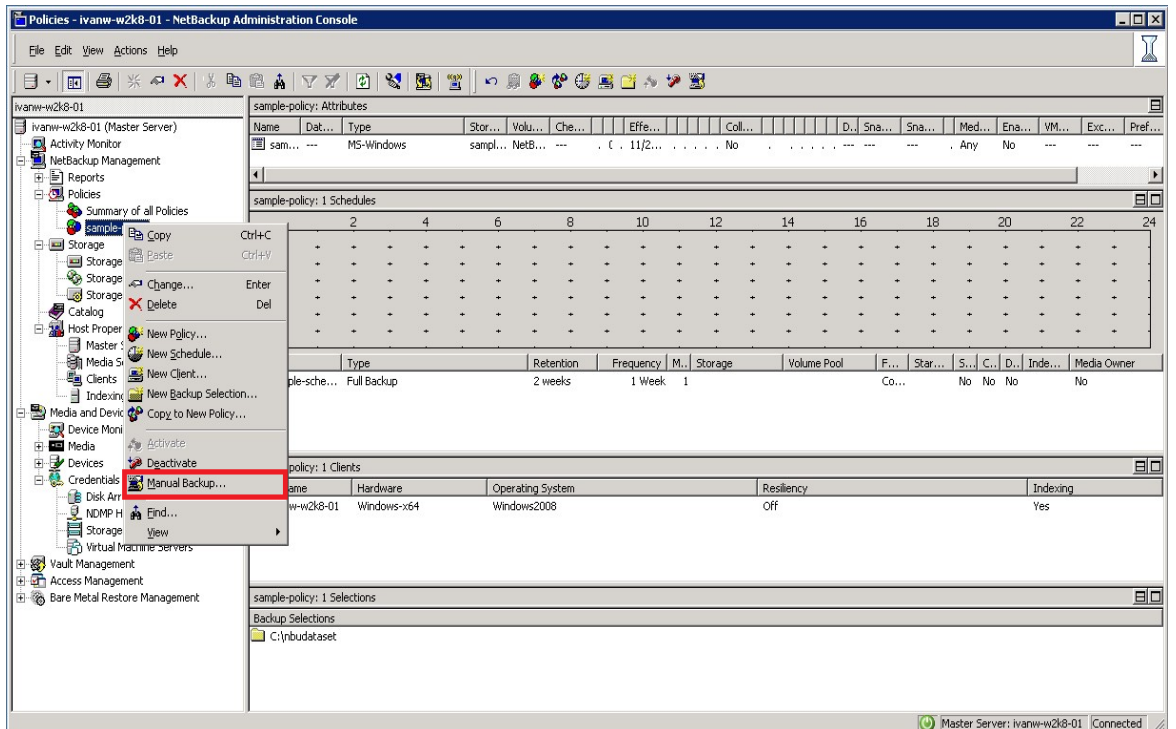 Policies - ivanw-w2k8-01 - NetBackup Administration Console
File Edit View Actions Help
ivanw-w2k8-01
ivanw-w2k8-01 (Master Server)
Activity Monitor
NetBackup Management
Reports
Policies
Summary of all Policies
sample-
Storage
Storage
Storage
Storage
Catalog
Host Proper
Master S
Media Se
Clients
Indexing
Media and Devic
Device Moni
Media
Devices
Credentials
Disk Arr
NDMP H
Storage
Virtual Machine Servers
Vault Management
Access Management
Bare Metal Restore Management
Copy Ctrl+C
Paste Ctrl+V
Change... Enter
Delete Del
New Policy...
New Schedule...
New Client...
New Backup Selection...
Copy to New Policy...
Activate
Deactivate
Manual Backup...
Find...
View
sample-policy: Attributes
Name Dat... Type Stor... Volu... Che... Effe... Coll... D.. Sna... Sna... Med... Ena... VM... Exc... Pref...
sam... --- MS-Windows sampl... NetB... --- . ( . 11/2... . . . . . No . . . . . . --- --- --- . Any No --- --- ---
sample-policy: 1 Schedules
2 4 6 8 10 12 14 16 18 20 22 24
Type Retention Frequency M.. Storage Volume Pool F... Star... S... C.. D.. Inde... Media Owner
ple-sche... Full Backup 2 weeks 1 Week 1 Co... No No No No
policy: 1 Clients
ame Hardware Operating System Resiliency Indexing
w-w2k8-01 Windows-x64 Windows2008 Off Yes
sample-policy: 1 Selections
Backup Selections
C:\nbudataset
Master Server: ivanw-w2k8-01 Connected